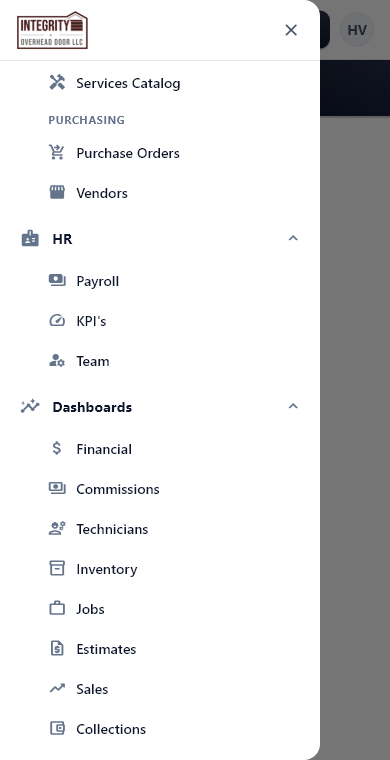 INTEGRITY
OVERHEAD DOOR LLC
HV
Services Catalog
PURCHASING
Purchase Orders
Vendors
HR
Payroll
KPI's
Team
Dashboards
Financial
Commissions
Technicians
Inventory
Jobs
Estimates
Sales
Collections